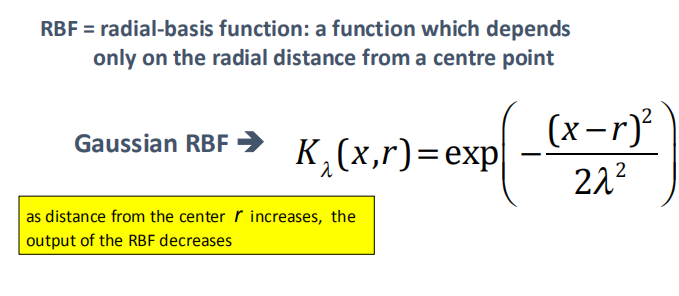 RBF = radial-basis function: a function which depends
only on the radial distance from a centre point
Gaussian RBF → K_λ(x,r)=exp(−(x−r)²/2λ²)
as distance from the center r increases, the
output of the RBF decreases